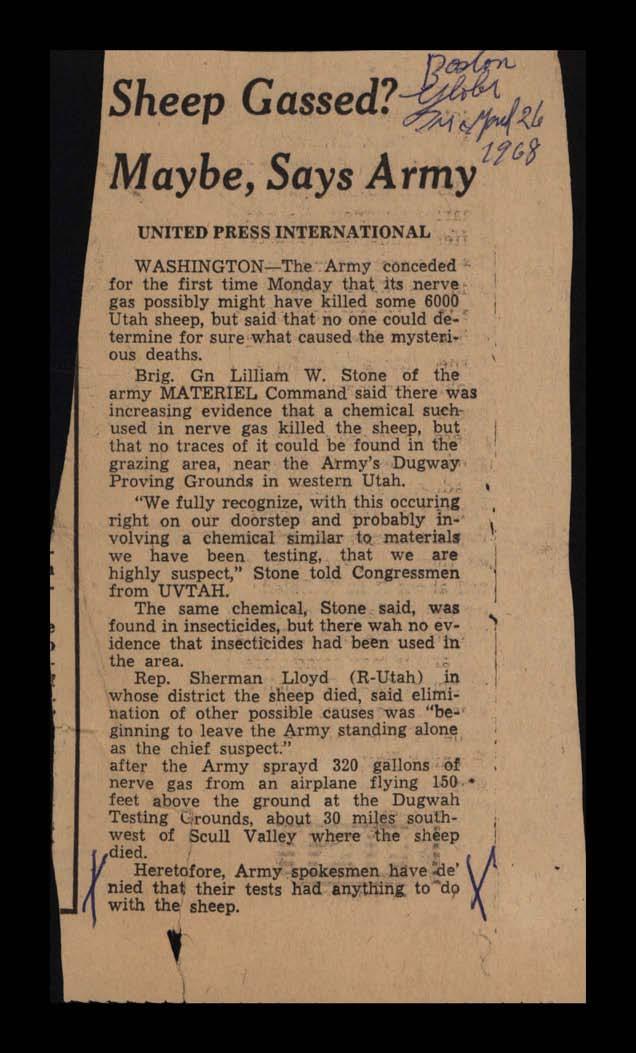 Sheep Gassed?
Maybe, Says Army
Boston
Globe
Fri April 26
1968
UNITED PRESS INTERNATIONAL
WASHINGTON—The Army conceded
for the first time Monday that its nerve
gas possibly might have killed some 6000
Utah sheep, but said that no one could de-
termine for sure what caused the mysteri-
ous deaths.
Brig. Gn Lilliam W. Stone of the
army MATERIEL Command said there was
increasing evidence that a chemical such
used in nerve gas killed the sheep, but
that no traces of it could be found in the
grazing area, near the Army's Dugway
Proving Grounds in western Utah.
“We fully recognize, with this occuring
right on our doorstep and probably in-
volving a chemical similar to materials
we have been testing, that we are
highly suspect,” Stone told Congressmen
from UVTAH.
The same chemical, Stone said, was
found in insecticides, but there wah no ev-
idence that insecticides had been used in
the area.
Rep. Sherman Lloyd (R-Utah) in
whose district the sheep died, said elimi-
nation of other possible causes was “be-
ginning to leave the Army standing alone
as the chief suspect.”
after the Army sprayd 320 gallons of
nerve gas from an airplane flying 150
feet above the ground at the Dugwah
Testing Grounds, about 30 miles south-
west of Scull Valley where the sheep
died.
Heretofore, Army spokesmen have de'
nied that their tests had anything to do
with the sheep.